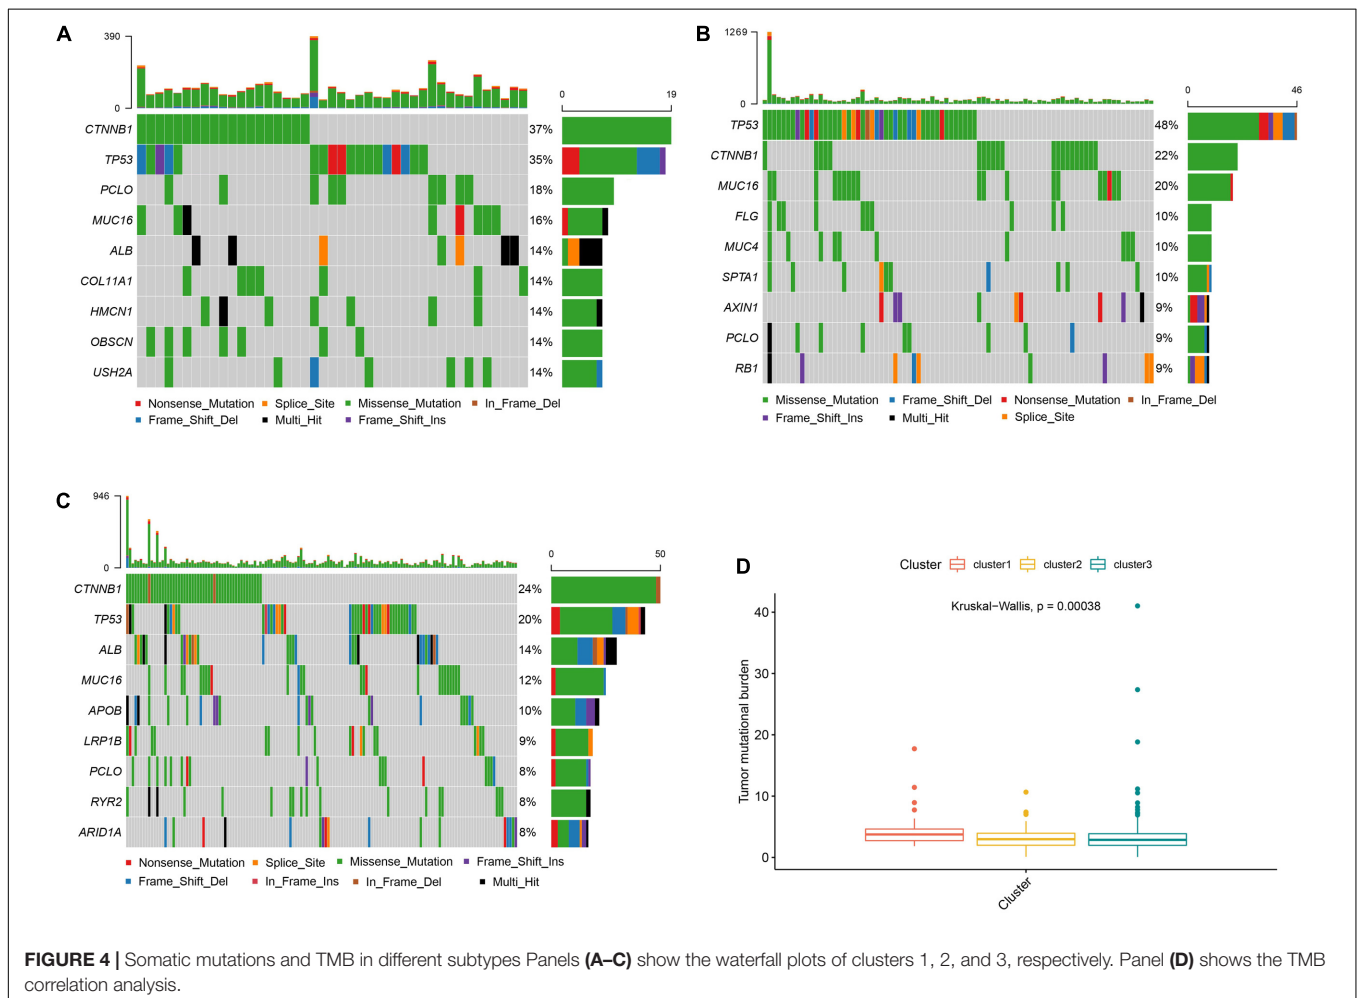 A
390
0
0 19
CTNNB1 37%
TP53 35%
PCLO 18%
MUC16 16%
ALB 14%
COL11A1 14%
HMCN1 14%
OBSCN 14%
USH2A 14%
Nonsense_Mutation Splice_Site Missense_Mutation In_Frame_Del
Frame_Shift_Del Multi_Hit Frame_Shift_Ins
B
1269
0
0 46
TP53 48%
CTNNB1 22%
MUC16 20%
FLG 10%
MUC4 10%
SPTA1 10%
AXIN1 9%
PCLO 9%
RB1 9%
Missense_Mutation Frame_Shift_Del Nonsense_Mutation In_Frame_Del
Frame_Shift_Ins Multi_Hit Splice_Site
C
946
0
0 50
CTNNB1 24%
TP53 20%
ALB 14%
MUC16 12%
APOB 10%
LRP1B 9%
PCLO 8%
RYR2 8%
ARID1A 8%
Nonsense_Mutation Splice_Site Missense_Mutation Frame_Shift_Ins
Frame_Shift_Del In_Frame_Ins In_Frame_Del Multi_Hit
D
Cluster cluster1 cluster2 cluster3
Kruskal−Wallis, p = 0.00038
Tumor mutational burden
40
30
20
10
0
Cluster
FIGURE 4 | Somatic mutations and TMB in different subtypes Panels (A–C) show the waterfall plots of clusters 1, 2, and 3, respectively. Panel (D) shows the TMB
correlation analysis.